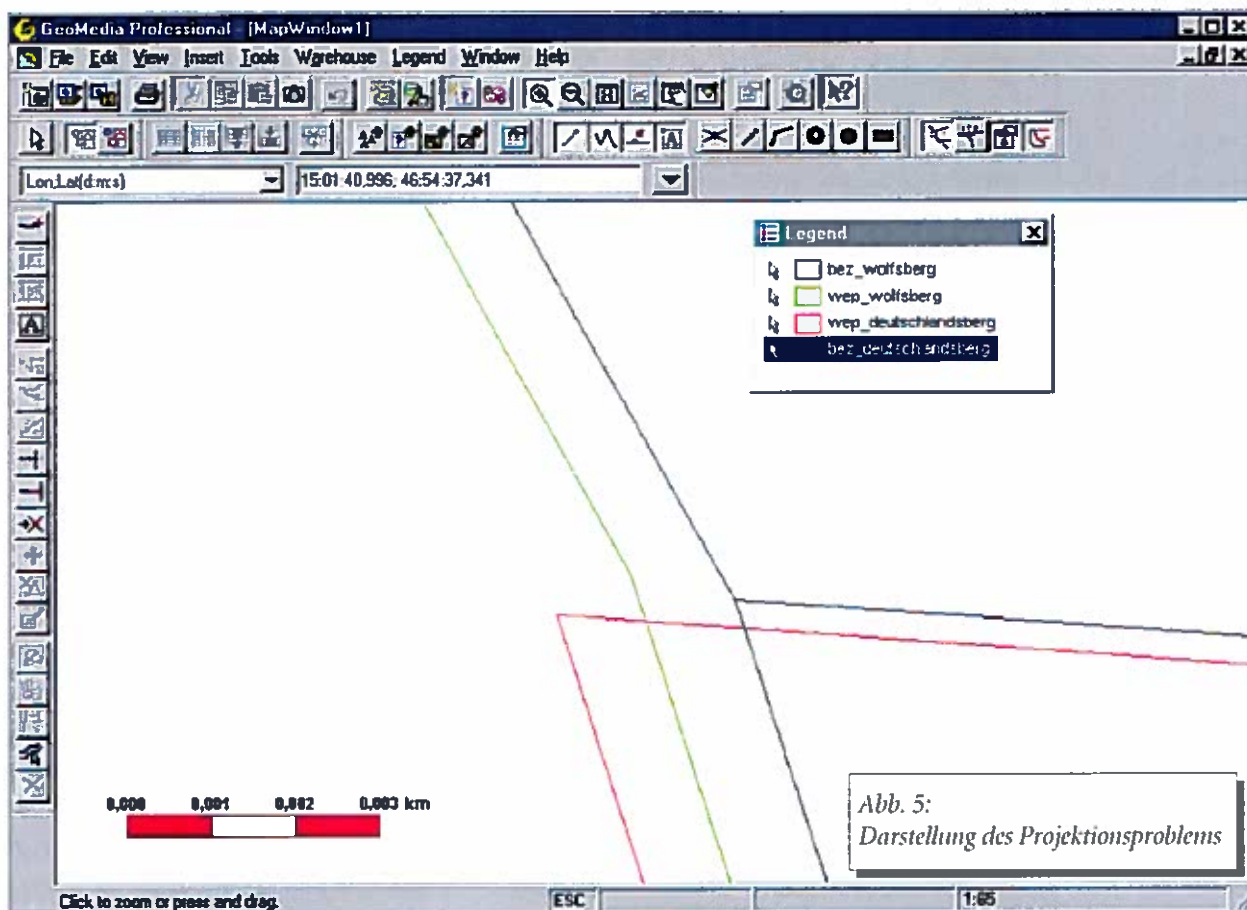 GeoMedia Professional - [MapWindow1]
File Edit View Insert Tools Warehouse Legend Window Help
Lon,Lat(d:m:s) 15:01:40,996; 46:54:37,341
Legend
bez_wolfsberg
wep_wolfsberg
wep_deutschlandsberg
bez_deutschlandsberg
0,000 0,001 0,002 0,003 km
Abb. 5:
Darstellung des Projektionsproblems
Click to zoom or press and drag. ESC 1:65